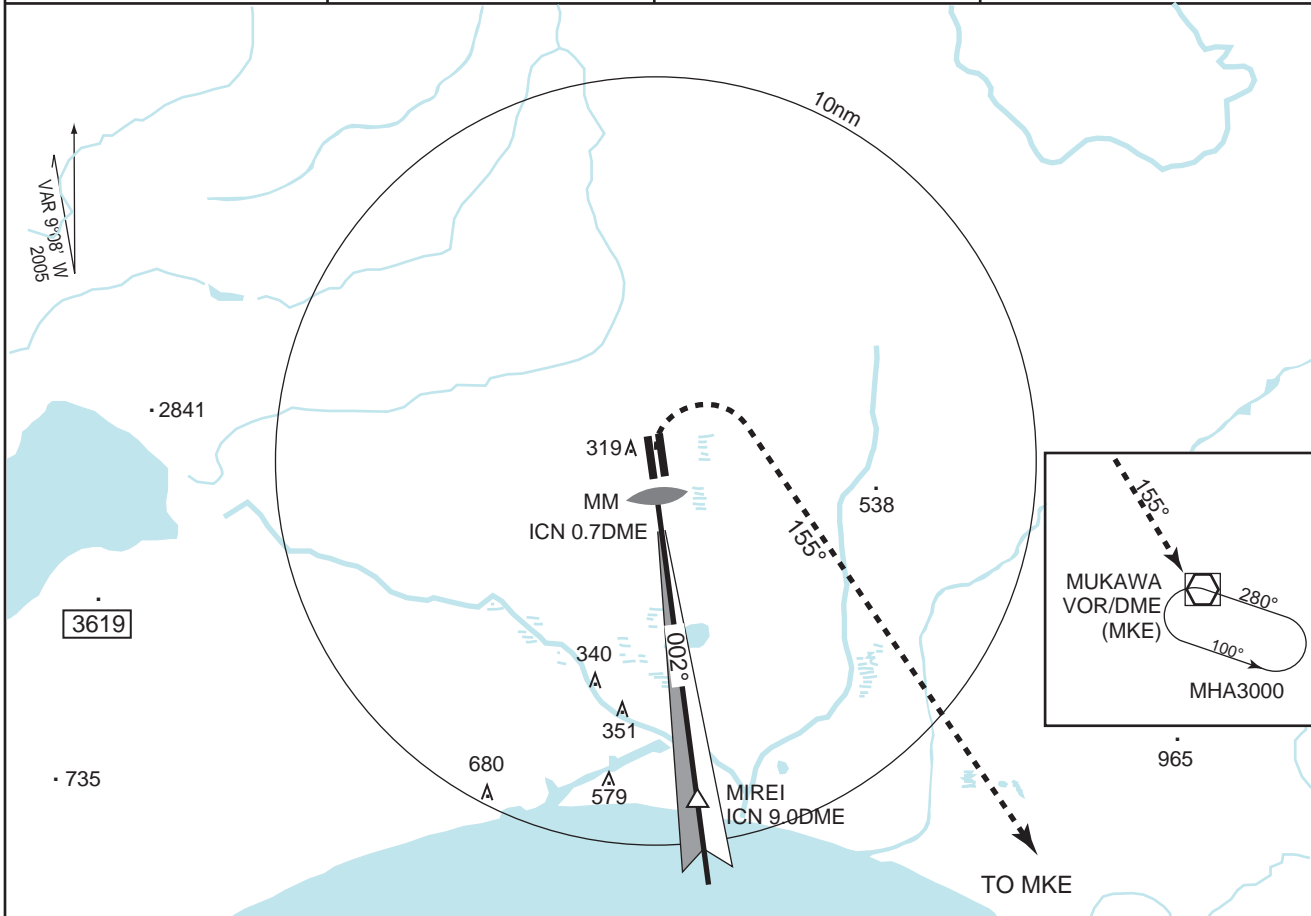 10nm
VAR 9°08' W
2005
2841
319
MM
ICN 0.7DME
538
155°
155°
MUKAWA
VOR/DME
(MKE)
280°
100°
MHA3000
3619
002°
340
351
965
680
735
579
MIREI
ICN 9.0DME
TO MKE